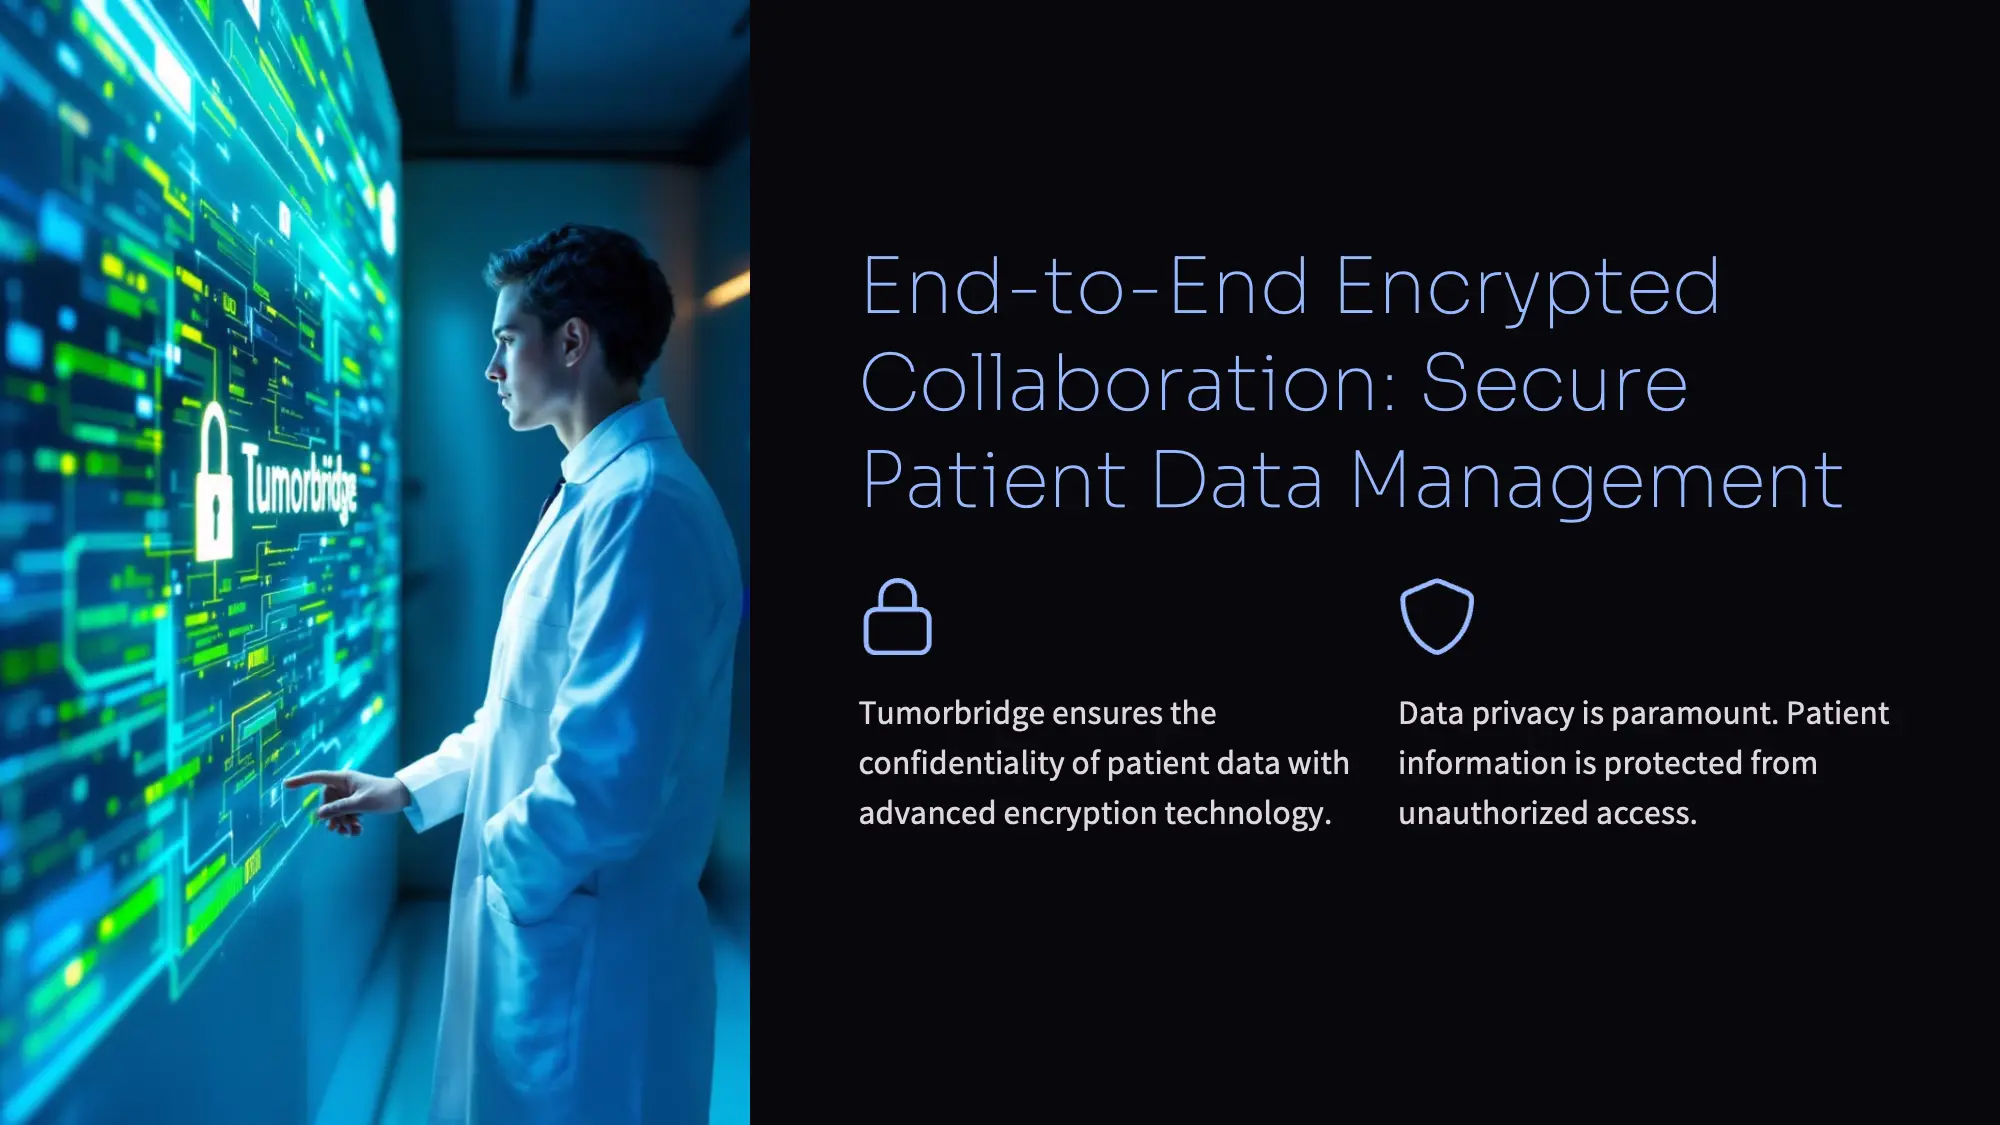 Tumorbridge
End-to-End Encrypted
Collaboration: Secure
Patient Data Management
Tumorbridge ensures the
confidentiality of patient data with
advanced encryption technology.
Data privacy is paramount. Patient
information is protected from
unauthorized access.